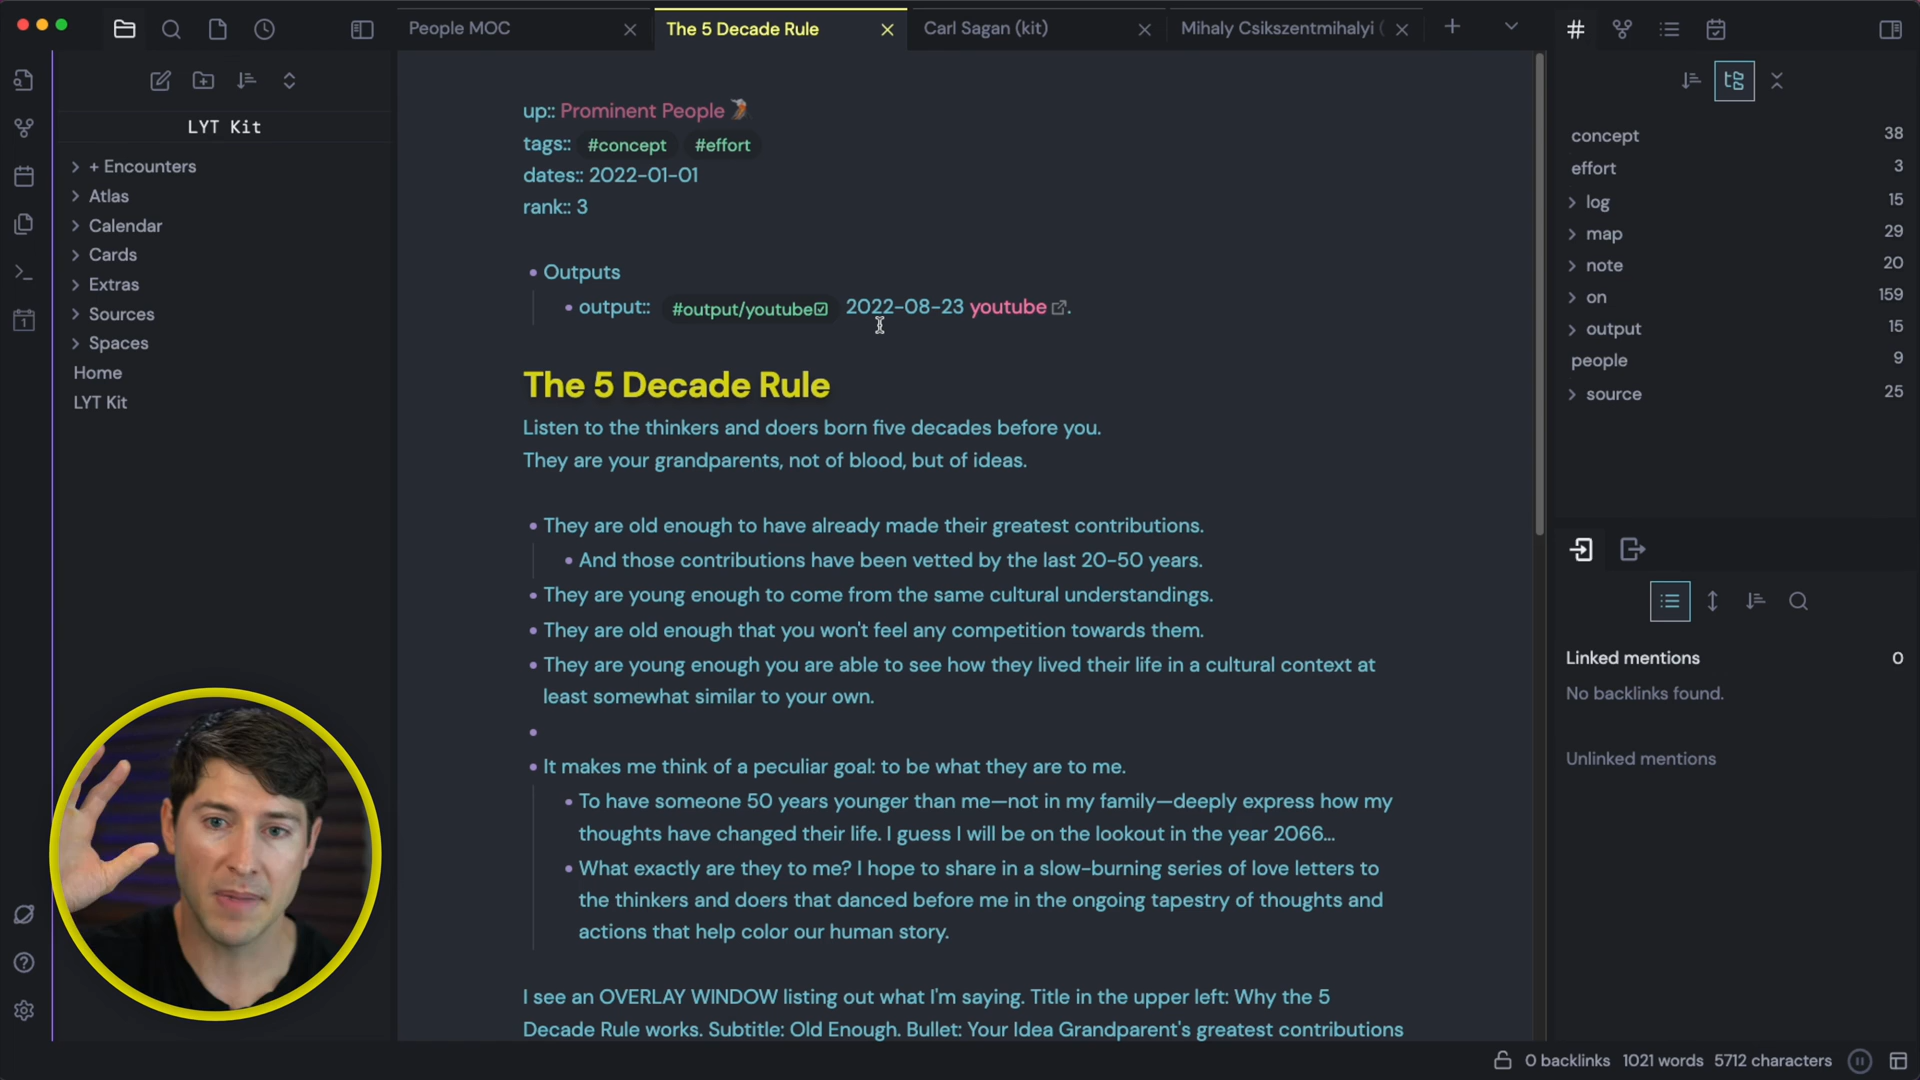 People MOC
The 5 Decade Rule
Carl Sagan (kit)
Mihaly Csikszentmihalyi (
LYT Kit
+ Encounters
Atlas
Calendar
Cards
Extras
Sources
Spaces
Home
LYT Kit
1
up:: Prominent People
tags:: #concept #effort
dates:: 2022-01-01
rank:: 3
• Outputs
• output:: #output/youtube☑ 2022-08-23 youtube.
The 5 Decade Rule
Listen to the thinkers and doers born five decades before you.
They are your grandparents, not of blood, but of ideas.
• They are old enough to have already made their greatest contributions.
• And those contributions have been vetted by the last 20-50 years.
• They are young enough to come from the same cultural understandings.
• They are old enough that you won't feel any competition towards them.
• They are young enough you are able to see how they lived their life in a cultural context at
least somewhat similar to your own.
•
• It makes me think of a peculiar goal: to be what they are to me.
• To have someone 50 years younger than me—not in my family—deeply express how my
thoughts have changed their life. I guess I will be on the lookout in the year 2066...
• What exactly are they to me? I hope to share in a slow-burning series of love letters to
the thinkers and doers that danced before me in the ongoing tapestry of thoughts and
actions that help color our human story.
I see an OVERLAY WINDOW listing out what I'm saying. Title in the upper left: Why the 5
Decade Rule works. Subtitle: Old Enough. Bullet: Your Idea Grandparent's greatest contributions
concept 38
effort 3
log 15
map 29
note 20
on 159
output 15
people 9
source 25
Linked mentions 0
No backlinks found.
Unlinked mentions
0 backlinks 1021 words 5712 characters